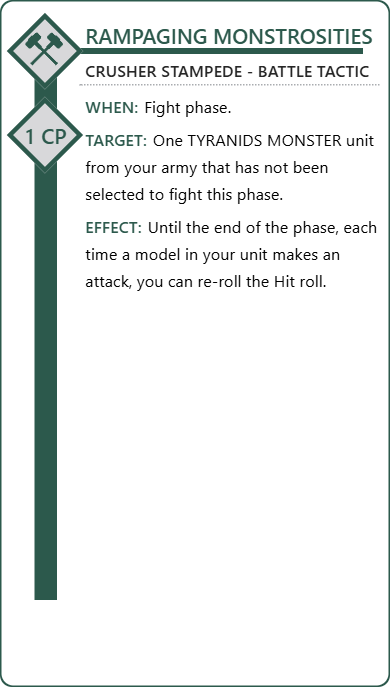 RAMPAGING MONSTROSITIES
CRUSHER STAMPEDE - BATTLE TACTIC
WHEN: Fight phase.
1 CP
TARGET: One TYRANIDS MONSTER unit
from your army that has not been
selected to fight this phase.
EFFECT: Until the end of the phase, each
time a model in your unit makes an
attack, you can re-roll the Hit roll.